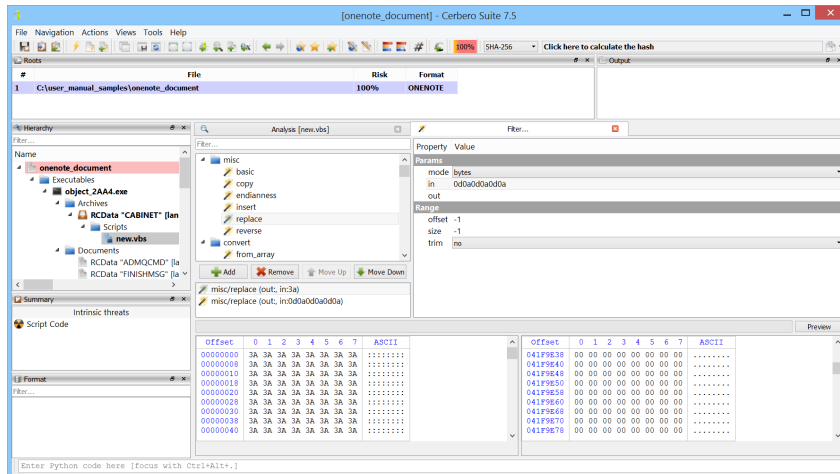 [onenote_document] - Cerbero Suite 7.5
File Navigation Actions Views Tools Help
100% SHA-256 Click here to calculate the hash
Roots
Output
# File Risk Format
1 C:\user_manual_samples\onenote_document 100% ONENOTE
Hierarchy
Filter...
Name
onenote_document
Executables
object_2AA4.exe
Archives
RCData "CABINET" [lan
Scripts
new.vbs
Documents
RCData "ADMQCMD" [la
RCData "FINISHMSG" [la
Summary
Intrinsic threats
Script Code
Format
Filter...
Analysis [new.vbs]
Filter...
misc
basic
copy
endianness
insert
replace
reverse
convert
from_array
Add Remove Move Up Move Down
misc/replace (out:, in:3a)
misc/replace (out:, in:0d0a0d0a0d0a)
Filter...
Property Value
Params
mode bytes
in 0d0a0d0a0d0a
out
Range
offset -1
size -1
trim no
Preview
Offset 0 1 2 3 4 5 6 7 ASCII
00000000 3A 3A 3A 3A 3A 3A 3A 3A ::::::::
00000008 3A 3A 3A 3A 3A 3A 3A 3A ::::::::
00000010 3A 3A 3A 3A 3A 3A 3A 3A ::::::::
00000018 3A 3A 3A 3A 3A 3A 3A 3A ::::::::
00000020 3A 3A 3A 3A 3A 3A 3A 3A ::::::::
00000028 3A 3A 3A 3A 3A 3A 3A 3A ::::::::
00000030 3A 3A 3A 3A 3A 3A 3A 3A ::::::::
00000038 3A 3A 3A 3A 3A 3A 3A 3A ::::::::
00000040 3A 3A 3A 3A 3A 3A 3A 3A ::::::::
Offset 0 1 2 3 4 5 6 7 ASCII
041F9E38 00 00 00 00 00 00 00 00 ........
041F9E40 00 00 00 00 00 00 00 00 ........
041F9E48 00 00 00 00 00 00 00 00 ........
041F9E50 00 00 00 00 00 00 00 00 ........
041F9E58 00 00 00 00 00 00 00 00 ........
041F9E60 00 00 00 00 00 00 00 00 ........
041F9E68 00 00 00 00 00 00 00 00 ........
041F9E70 00 00 00 00 00 00 00 00 ........
041F9E78 00 00 00 00 00 00 00 00 ........
Enter Python code here [focus with Ctrl+Alt+.]